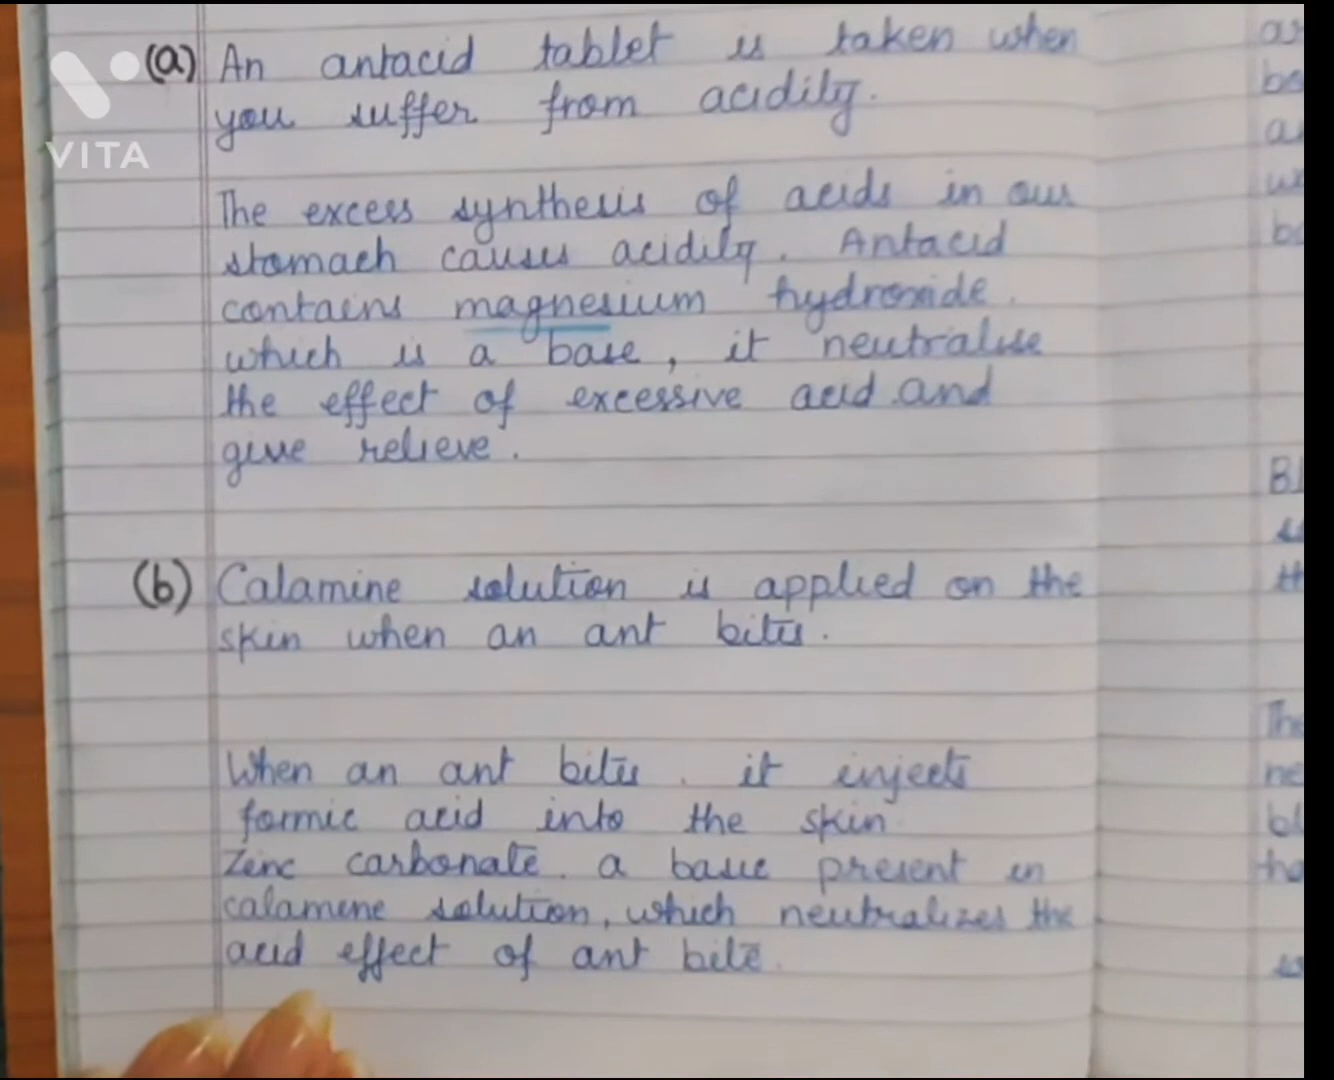 VITA
(a) An antacid tablet is taken when
you suffer from acidity.
The excess synthesis of acids in our
stomach causes acidity. Antacid
contains magnesium hydroxide.
which is a base, it neutralise
the effect of excessive acid and
give relieve.
(b) Calamine solution is applied on the
skin when an ant bites.
When an ant bites. it injects
formic acid into the skin
Zinc carbonate. a basic present in
calamine solution, which neutralizes the
acid effect of ant bite.